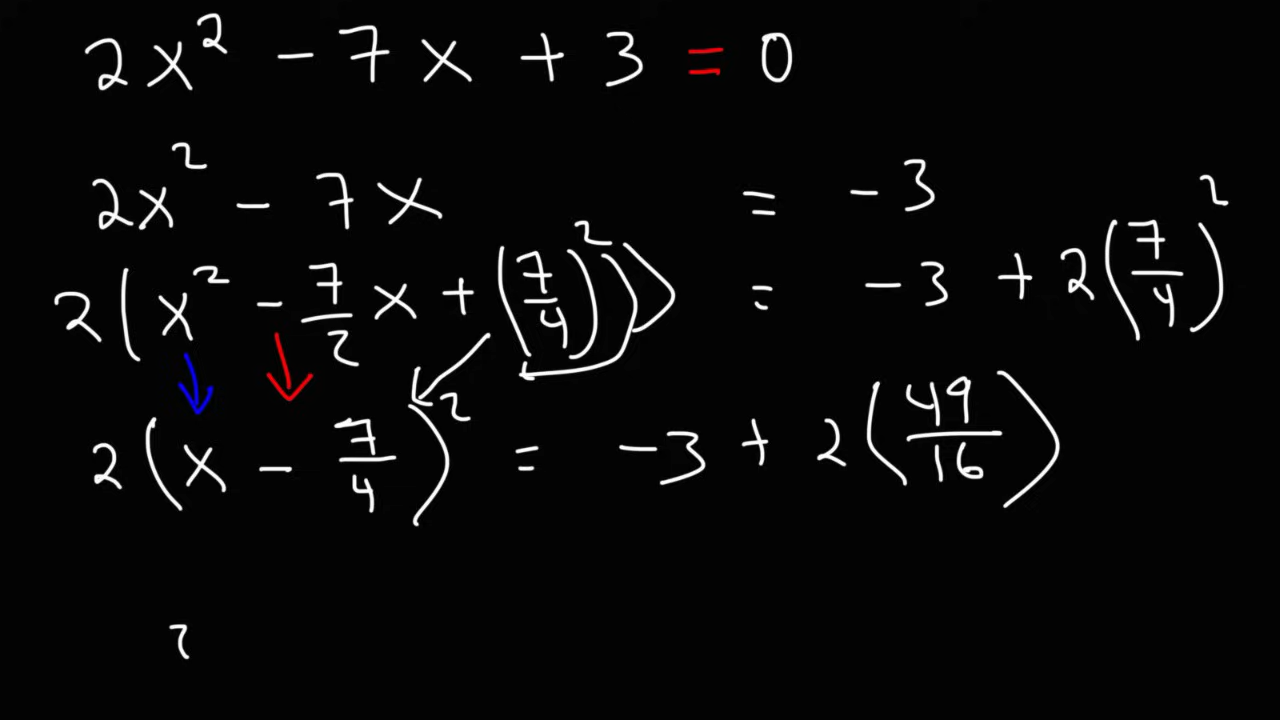 2x² - 7x + 3 = 0
2x² - 7x = -3
2(x² - 7/2 x + (7/4)²) = -3 + 2(7/4)²
2(x - 7/4)² = -3 + 2(49/16)